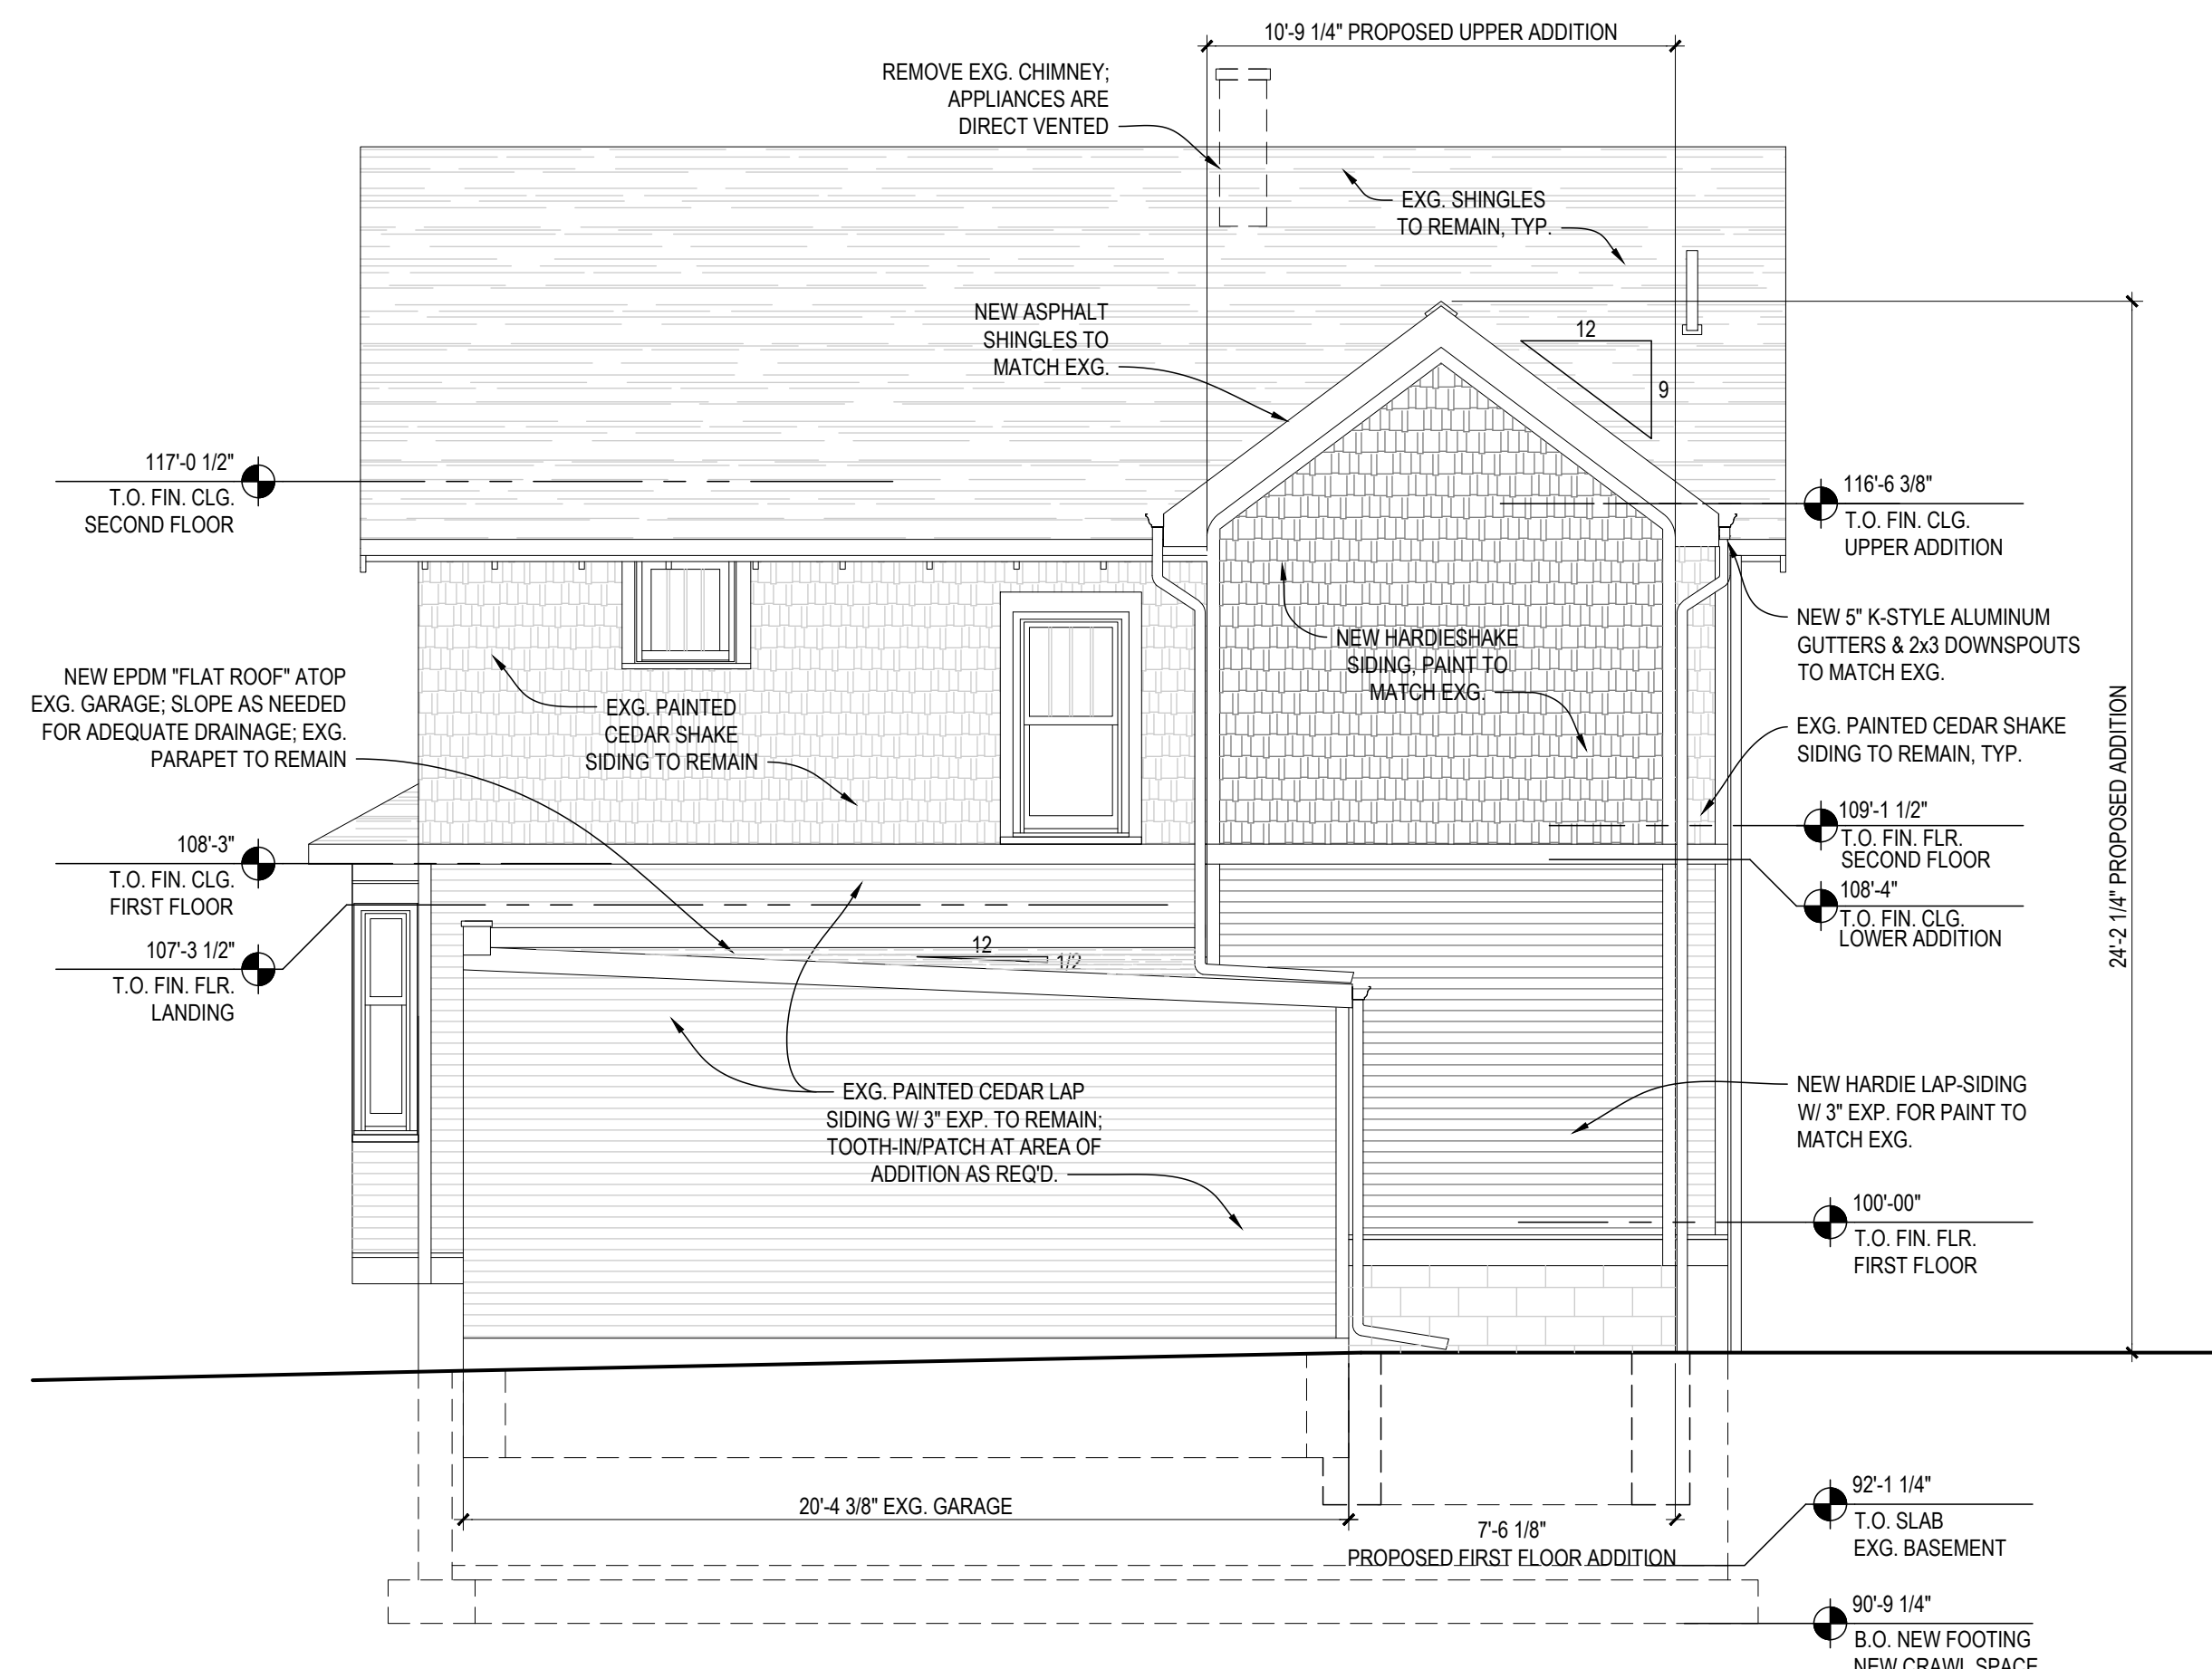 10'-9 1/4" PROPOSED UPPER ADDITION
REMOVE EXG. CHIMNEY;
APPLIANCES ARE
DIRECT VENTED
EXG. SHINGLES
TO REMAIN, TYP.
NEW ASPHALT
SHINGLES TO
MATCH EXG.
12
9
117'-0 1/2"
T.O. FIN. CLG.
SECOND FLOOR
116'-6 3/8"
T.O. FIN. CLG.
UPPER ADDITION
NEW 5" K-STYLE ALUMINUM
GUTTERS & 2x3 DOWNSPOUTS
TO MATCH EXG.
NEW HARDIESHAKE
SIDING, PAINT TO
MATCH EXG.
NEW EPDM "FLAT ROOF" ATOP
EXG. GARAGE; SLOPE AS NEEDED
FOR ADEQUATE DRAINAGE; EXG.
PARAPET TO REMAIN
EXG. PAINTED
CEDAR SHAKE
SIDING TO REMAIN
EXG. PAINTED CEDAR SHAKE
SIDING TO REMAIN, TYP.
24'-2 1/4" PROPOSED ADDITION
109'-1 1/2"
T.O. FIN. FLR.
SECOND FLOOR
108'-3"
T.O. FIN. CLG.
FIRST FLOOR
108'-4"
T.O. FIN. CLG.
LOWER ADDITION
107'-3 1/2"
T.O. FIN. FLR.
LANDING
12
1/2
EXG. PAINTED CEDAR LAP
SIDING W/ 3" EXP. TO REMAIN;
TOOTH-IN/PATCH AT AREA OF
ADDITION AS REQ'D.
NEW HARDIE LAP-SIDING
W/ 3" EXP. FOR PAINT TO
MATCH EXG.
100'-00"
T.O. FIN. FLR.
FIRST FLOOR
20'-4 3/8" EXG. GARAGE
7'-6 1/8"
PROPOSED FIRST FLOOR ADDITION
92'-1 1/4"
T.O. SLAB
EXG. BASEMENT
90'-9 1/4"
B.O. NEW FOOTING
NEW CRAWL SPACE